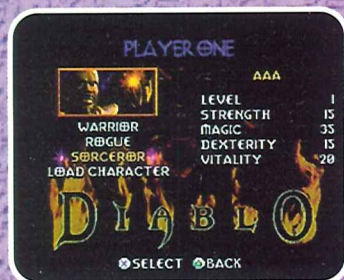 PLAYER ONE
AAA
LEVEL 1
STRENGTH 15
MAGIC 35
DEXTERITY 15
VITALITY 20
WARRIOR
ROGUE
SORCEROR
LOAD CHARACTER
DIABLO
SELECT BACK